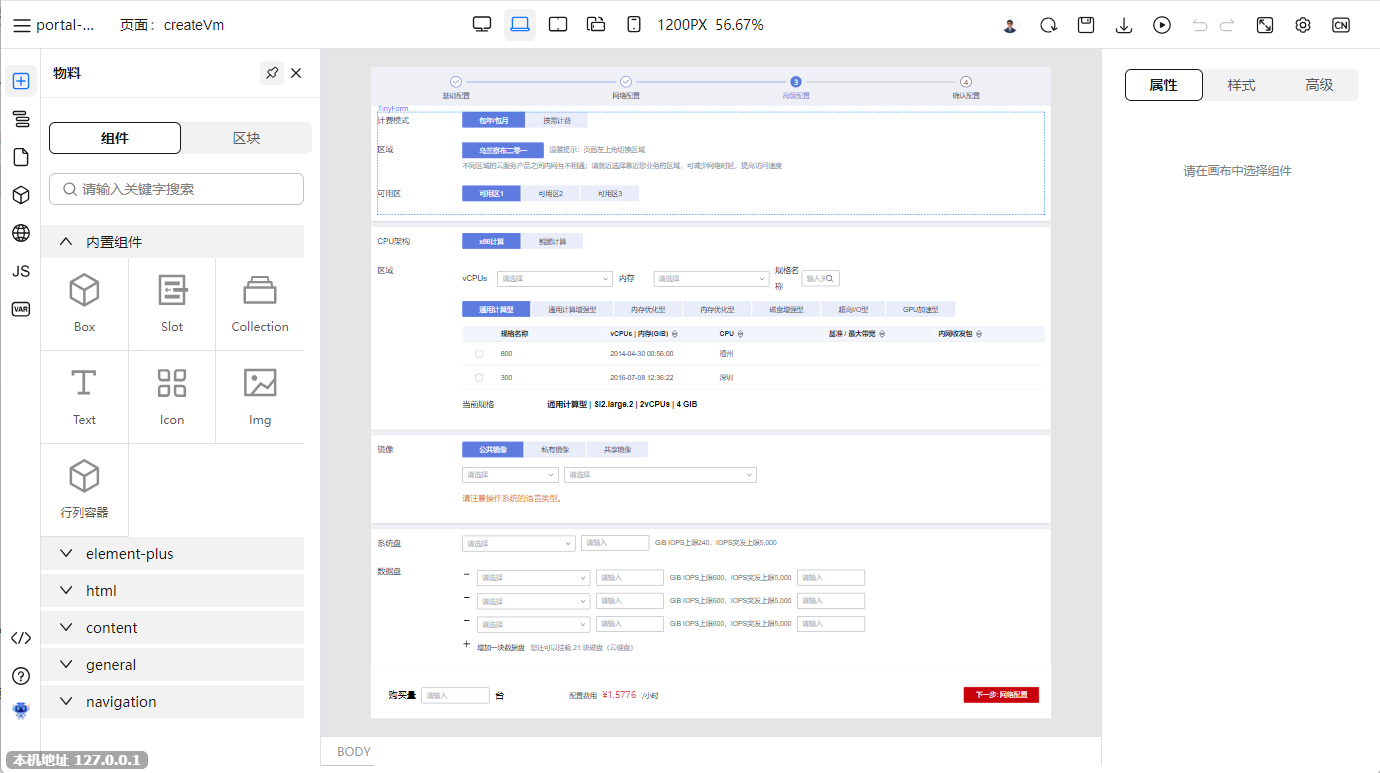 portal-... 页面：createVm 1200PX 56.67% CN
物料
组件 区块
请输入关键字搜索
内置组件
Box Slot Collection
Text Icon Img
行列容器
element-plus
html
content
general
navigation
JS
VAR
本机地址 127.0.0.1
3 4
基础配置 网络配置 高级配置 确认配置
TinyForm
计费模式 包年/包月 按需计费
区域 乌兰察布二零一 温馨提示：页面左上角切换区域
不同区域的云服务产品之间内网互不相通；请就近选择靠近您业务的区域，可减少网络时延，提高访问速度
可用区 可用区1 可用区2 可用区3
CPU架构 x86计算 鲲鹏计算
区域 vCPUs 请选择 内存 请选择 规格名称 输入关
通用计算型 通用计算增强型 内存优化型 内存优化型 磁盘增强型 超高I/O型 GPU加速型
规格名称 vCPUs | 内存(GIB) CPU 基准 / 最大带宽 内网收发包
800 2014-04-30 00:56:00 福州
300 2016-07-08 12:36:22 深圳
当前规格 通用计算型 | SI2.large.2 | 2vCPUs | 4 GIB
镜像 公共镜像 私有镜像 共享镜像
请选择 请选择
请注意操作系统的语言类型。
系统盘 请选择 请输入 GiB IOPS上限240，IOPS突发上限5,000
数据盘 请选择 请输入 GiB IOPS上限600，IOPS突发上限5,000 请输入
请选择 请输入 GiB IOPS上限600，IOPS突发上限5,000 请输入
请选择 请输入 GiB IOPS上限600，IOPS突发上限5,000 请输入
增加一块数据盘 您还可以挂载 21 块磁盘（云硬盘）
购买量 请输入 台 配置费用 ¥1.5776 /小时 下一步: 网络配置
BODY
属性 样式 高级
请在画布中选择组件